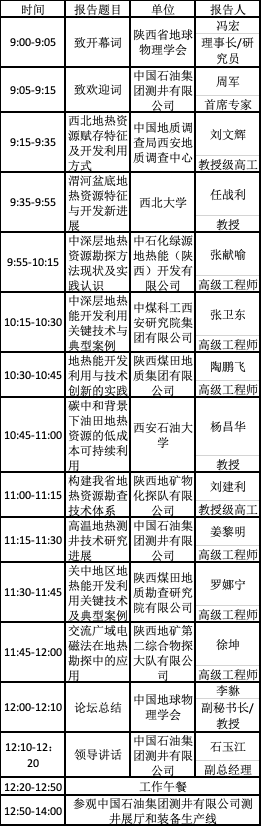 时间 报告题目 单位 报告人
9:00-9:05 致开幕词 陕西省地球
物理学会 冯宏
理事长/研
究员
9:05-9:15 致欢迎词 中国石油集
团测井有限
公司 周军
首席专家
9:15-9:35 西北地热资
源赋存特征
及开发利用
方式 中国地质调
查局西安地
质调查中心 刘文辉
教授级高工
9:35-9:55 渭河盆底地
热资源特征
与开发新进
展 西北大学 任战利
教授
9:55-10:15 中深层地热
资源勘探方
法现状及实
践认识 中石化绿源
地热能（陕
西）开发有
限公司 张献喻
高级工程师
10:15-10:30 中深层地热
能开发利用
关键技术与
典型案例 中煤科工西
安研究院集
团有限公司 张卫东
高级工程师
10:30-10:45 地热能开发
利用与技术
创新的实践 陕西煤田地
质集团有限
公司 陶鹏飞
高级工程师
10:45-11:00 碳中和背景
下油田地热
资源的低成
本可持续利
用 西安石油大
学 杨昌华
教授
11:00-11:15 构建我省地
热资源勘查
技术体系 陕西地矿物
化探队有限
公司 刘建利
教授级高工
11:15-11:30 高温地热测
井技术研究
进展 中国石油集
团测井有限
公司 姜黎明
高级工程师
11:30-11:45 关中地区地
热能开发利
用关键技术
及典型案例 陕西煤田地
质勘查研究
院有限公司 罗娜宁
高级工程师
11:45-12:00 交流广域电
磁法在地热
勘探中的应
用 陕西地矿第
二综合物探
大队有限公
司 徐坤
高级工程师
12:00-12:10 论坛总结 中国地球物
理学会 李貅
副秘书长/
教授
12:10-12:
20 领导讲话 中国石油集
团测井有限
公司 石玉江
副总经理
12:20-12:50 工作午餐
12:50-14:00 参观中国石油集团测井有限公司测
井展厅和装备生产线